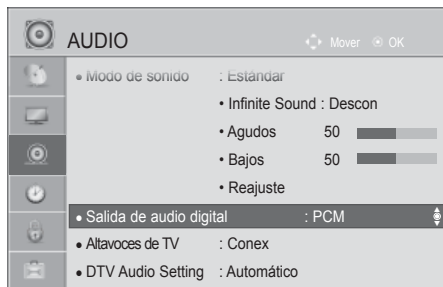 AUDIO
Mover OK
• Modo de sonido : Estándar
• Infinite Sound : Descon
• Agudos 50
• Bajos 50
• Reajuste
• Salida de audio digital : PCM
• Altavoces de TV : Conex
• DTV Audio Setting : Automático